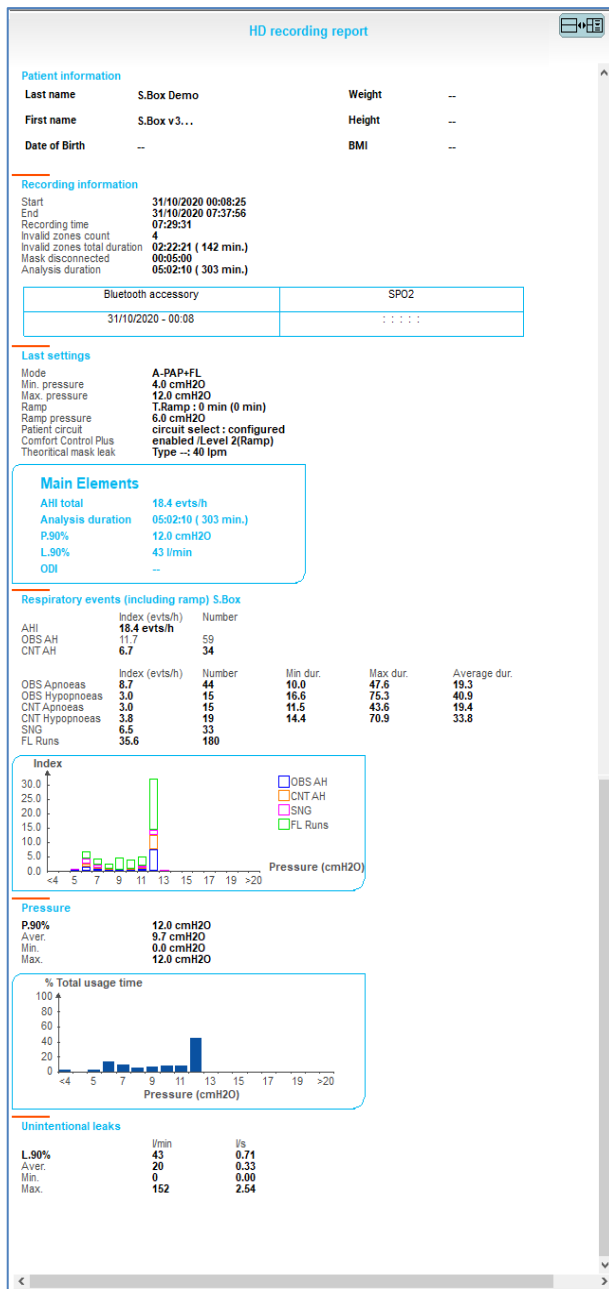 HD recording report
Patient information
Last name S.Box Demo Weight --
First name S.Box v3... Height --
Date of Birth -- BMI --
Recording information
Start 31/10/2020 00:08:25
End 31/10/2020 07:37:56
Recording time 07:29:31
Invalid zones count 4
Invalid zones total duration 02:22:21 ( 142 min.)
Mask disconnected 00:05:00
Analysis duration 05:02:10 ( 303 min.)
Bluetooth accessory SPO2
31/10/2020 - 00:08 : : : : :
Last settings
Mode A-PAP+FL
Min. pressure 4.0 cmH2O
Max. pressure 12.0 cmH2O
Ramp T.Ramp : 0 min (0 min)
Ramp pressure 6.0 cmH2O
Patient circuit circuit select : configured
Comfort Control Plus enabled /Level 2(Ramp)
Theoritical mask leak Type --: 40 lpm
Main Elements
AHI total 18.4 evts/h
Analysis duration 05:02:10 ( 303 min.)
P.90% 12.0 cmH2O
L.90% 43 l/min
ODI --
Respiratory events (including ramp) S.Box
Index (evts/h) Number
AHI 18.4 evts/h
OBS AH 11.7 59
CNT AH 6.7 34
Index (evts/h) Number Min dur. Max dur. Average dur.
OBS Apnoeas 8.7 44 10.0 47.6 19.3
OBS Hypopnoeas 3.0 15 16.6 75.3 40.9
CNT Apnoeas 3.0 15 11.5 43.6 19.4
CNT Hypopnoeas 3.8 19 14.4 70.9 33.8
SNG 6.5 33
FL Runs 35.6 180
Index
30.0
25.0
20.0
15.0
10.0
5.0
0.0
OBS AH
CNT AH
SNG
FL Runs
Pressure (cmH2O)
<4 5 7 9 11 13 15 17 19 >20
Pressure
P.90% 12.0 cmH2O
Aver. 9.7 cmH2O
Min. 0.0 cmH2O
Max. 12.0 cmH2O
% Total usage time
100
80
60
40
20
0
<4 5 7 9 11 13 15 17 19 >20
Pressure (cmH2O)
Unintentional leaks
l/min l/s
L.90% 43 0.71
Aver. 20 0.33
Min. 0 0.00
Max. 152 2.54